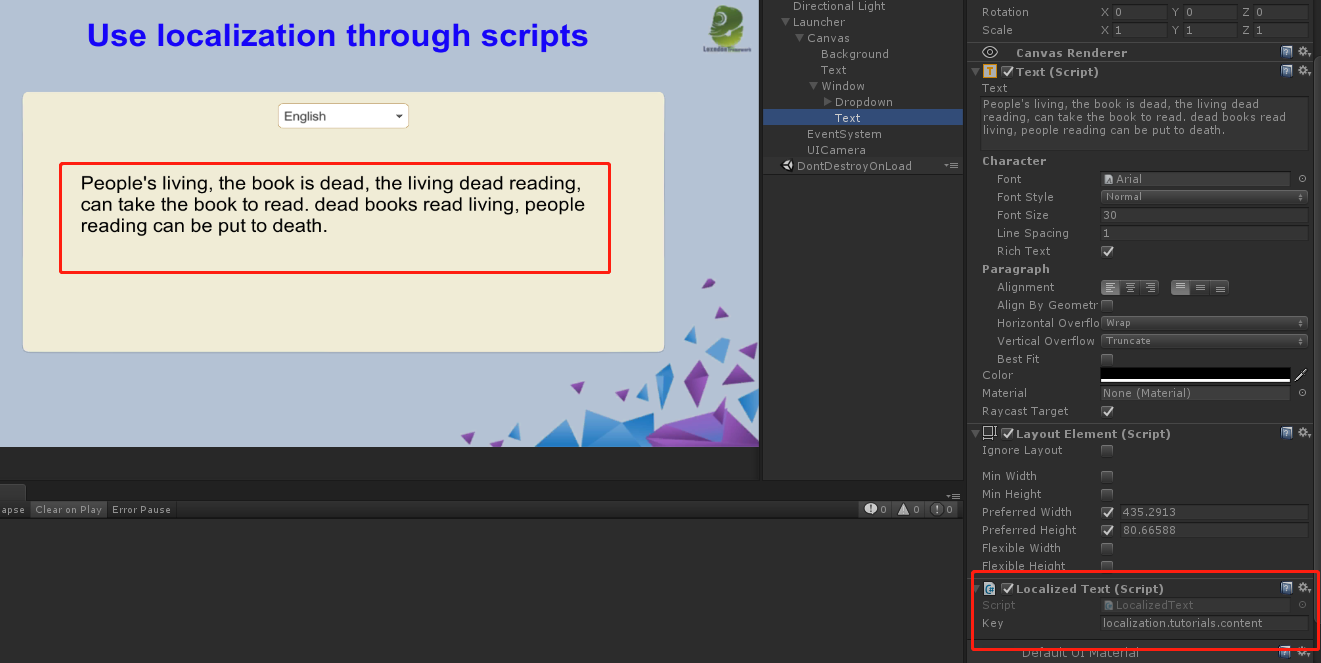 Use localization through scripts
English
People's living, the book is dead, the living dead reading,
can take the book to read. dead books read living, people
reading can be put to death.
apse
Clear on Play
Error Pause
0
0
0
Directional Light
Launcher
Canvas
Background
Text
Window
Dropdown
Text
EventSystem
UICamera
DontDestroyOnLoad
Rotation X 0 Y 0 Z 0
Scale X 1 Y 1 Z 1
Canvas Renderer
Text (Script)
Text
People's living, the book is dead, the living dead
reading, can take the book to read. dead books read
living, people reading can be put to death.
Character
Font Arial
Font Style Normal
Font Size 30
Line Spacing 1
Rich Text
Paragraph
Alignment
Align By Geometr
Horizontal Overflo Wrap
Vertical Overflow Truncate
Best Fit
Color
Material None (Material)
Raycast Target
Layout Element (Script)
Ignore Layout
Min Width
Min Height
Preferred Width 435.2913
Preferred Height 80.66588
Flexible Width
Flexible Height
Localized Text (Script)
Script LocalizedText
Key localization.tutorials.content
Default UI Material